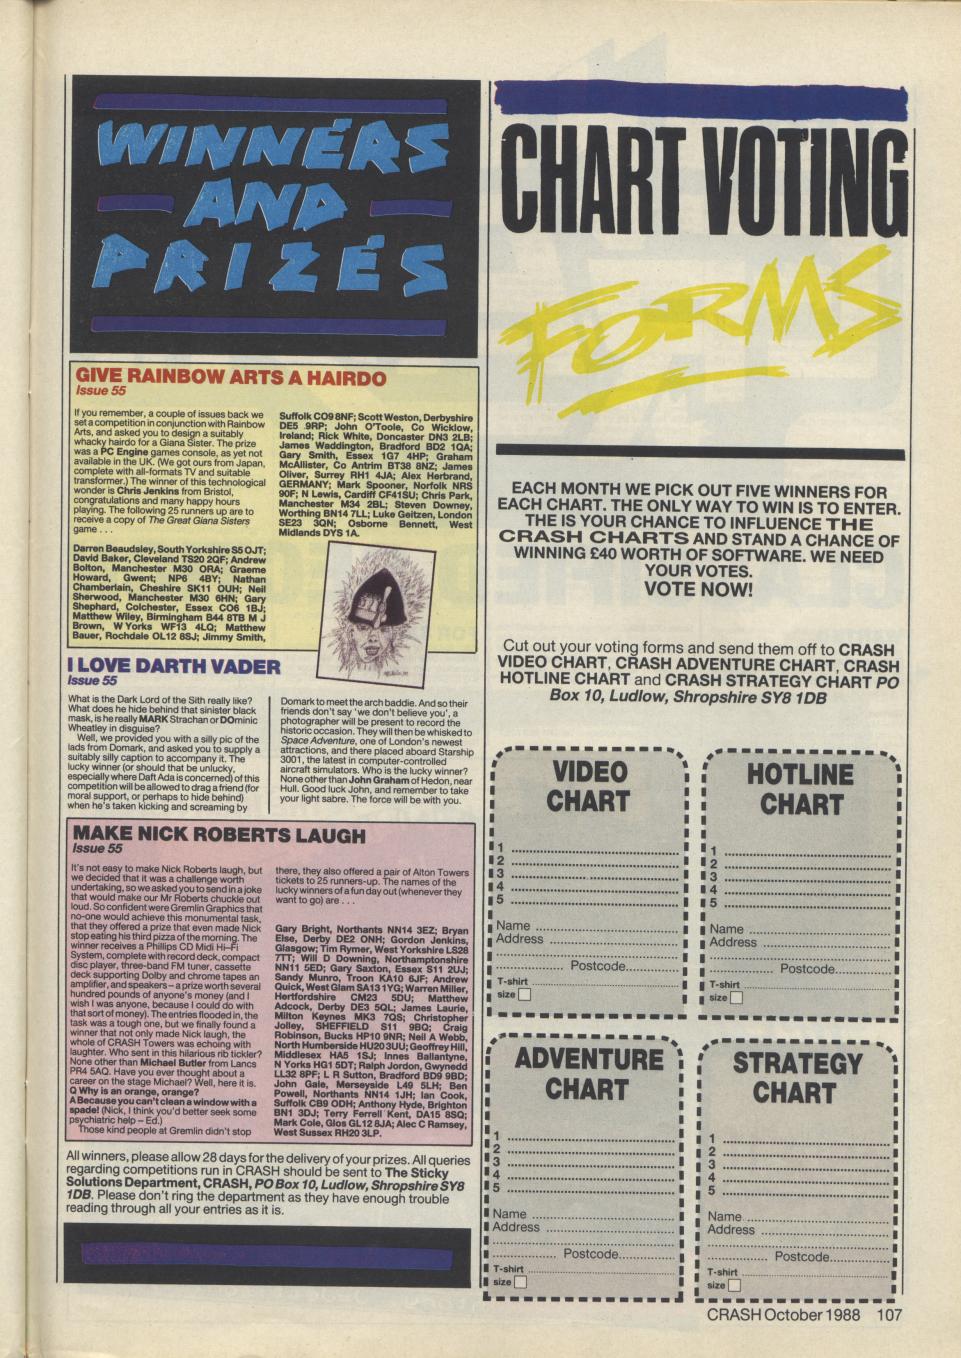 WINNERS
AND
PRIZES
GIVE RAINBOW ARTS A HAIRDO
Issue 55
If you remember, a couple of issues back we
set a competition in conjunction with Rainbow
Arts, and asked you to design a suitably
whacky hairdo for a Giana Sister. The prize
was a PC Engine games console, as yet not
available in the UK. (We got ours from Japan,
complete with all-formats TV and suitable
transformer.) The winner of this technological
wonder is Chris Jenkins from Bristol,
congratulations and many happy hours
playing. The following 25 runners up are to
receive a copy of The Great Giana Sisters
game . . .
Darren Beaudsley, South Yorkshire S5 OJT;
David Baker, Cleveland TS20 2QF; Andrew
Bolton, Manchester M30 ORA; Graeme
Howard, Gwent; NP6 4BY; Nathan
Chamberlain, Cheshire SK11 OUH; Neil
Sherwood, Manchester M30 6HN; Gary
Shephard, Colchester, Essex CO6 1BJ;
Matthew Wiley, Birmingham B44 8TB M J
Brown, W Yorks WF13 4LQ; Matthew
Bauer, Rochdale OL12 8SJ; Jimmy Smith,
Suffolk CO9 8NF; Scott Weston, Derbyshire
DE5 9RP; John O'Toole, Co Wicklow,
Ireland; Rick White, Doncaster DN3 2LB;
James Waddington, Bradford BD2 1QA;
Gary Smith, Essex 1G7 4HP; Graham
McAllister, Co Antrim BT38 8NZ; James
Oliver, Surrey RH1 4JA; Alex Herbrand,
GERMANY; Mark Spooner, Norfolk NRS
90F; N Lewis, Cardiff CF41SU; Chris Park,
Manchester M34 2BL; Steven Downey,
Worthing BN14 7LL; Luke Geitzen, London
SE23 3QN; Osborne Bennett, West
Midlands DYS 1A.
I LOVE DARTH VADER
Issue 55
What is the Dark Lord of the Sith really like?
What does he hide behind that sinister black
mask, is he really MARK Strachan or DOminic
Wheatley in disguise?
Well, we provided you with a silly pic of the
lads from Domark, and asked you to supply a
suitably silly caption to accompany it. The
lucky winner (or should that be unlucky,
especially where Daft Ada is concerned) of this
competition will be allowed to drag a friend (for
moral support, or perhaps to hide behind)
when he's taken kicking and screaming by
Domark to meet the arch baddie. And so their
friends don't say 'we don't believe you', a
photographer will be present to record the
historic occasion. They will then be whisked to
Space Adventure, one of London's newest
attractions, and there placed aboard Starship
3001, the latest in computer-controlled
aircraft simulators. Who is the lucky winner?
None other than John Graham of Hedon, near
Hull. Good luck John, and remember to take
your light sabre. The force will be with you.
MAKE NICK ROBERTS LAUGH
Issue 55
It's not easy to make Nick Roberts laugh, but
we decided that it was a challenge worth
undertaking, so we asked you to send in a joke
that would make our Mr Roberts chuckle out
loud. So confident were Gremlin Graphics that
no-one would achieve this monumental task,
that they offered a prize that even made Nick
stop eating his third pizza of the morning. The
winner receives a Phillips CD Midi Hi-Fi
System, complete with record deck, compact
disc player, three-band FM tuner, cassette
deck supporting Dolby and chrome tapes an
amplifier, and speakers – a prize worth several
hundred pounds of anyone's money (and I
wish I was anyone, because I could do with
that sort of money). The entries flooded in, the
task was a tough one, but we finally found a
winner that not only made Nick laugh, the
whole of CRASH Towers was echoing with
laughter. Who sent in this hilarious rib tickler?
None other than Michael Butler from Lancs
PR4 5AQ. Have you ever thought about a
career on the stage Michael? Well, here it is.
Q Why is an orange, orange?
A Because you can't clean a window with a
spade! (Nick, I think you'd better seek some
psychiatric help – Ed.)
Those kind people at Gremlin didn't stop
there, they also offered a pair of Alton Towers
tickets to 25 runners-up. The names of the
lucky winners of a fun day out (whenever they
want to go) are . . .
Gary Bright, Northants NN14 3EZ; Bryan
Else, Derby DE2 ONH; Gordon Jenkins,
Glasgow; Tim Rymer, West Yorkshire LS28
7TT; Will D Downing, Northamptonshire
NN11 5ED; Gary Saxton, Essex S11 2UJ;
Sandy Munro, Troon KA10 6JF; Andrew
Quick, West Glam SA13 1YG; Warren Miller,
Hertfordshire CM23 5DU; Matthew
Adcock, Derby DE3 5QL; James Laurie,
Milton Keynes MK3 7QS; Christopher
Jolley, SHEFFIELD S11 9BQ; Craig
Robinson, Bucks HP10 9NR; Neil A Webb,
North Humberside HU20 3UU; Geoffrey Hill,
Middlesex HA5 1SJ; Innes Ballantyne,
N Yorks HG1 5DT; Ralph Jordon, Gwynedd
LL32 8PF; L R Sutton, Bradford BD9 9BD;
John Gale, Merseyside L49 5LH; Ben
Powell, Northants NN14 1JH; Ian Cook,
Suffolk CB9 ODH; Anthony Hyde, Brighton
BN1 3DJ; Terry Ferrell Kent, DA15 8SQ;
Mark Cole, Glos GL12 8JA; Alec C Ramsey,
West Sussex RH20 3LP.
All winners, please allow 28 days for the delivery of your prizes. All queries
regarding competitions run in CRASH should be sent to The Sticky
Solutions Department, CRASH, PO Box 10, Ludlow, Shropshire SY8
1DB. Please don't ring the department as they have enough trouble
reading through all your entries as it is.
CHART VOTING
FORMS
EACH MONTH WE PICK OUT FIVE WINNERS FOR
EACH CHART. THE ONLY WAY TO WIN IS TO ENTER.
THE IS YOUR CHANCE TO INFLUENCE THE
CRASH CHARTS AND STAND A CHANCE OF
WINNING £40 WORTH OF SOFTWARE. WE NEED
YOUR VOTES.
VOTE NOW!
Cut out your voting forms and send them off to CRASH
VIDEO CHART, CRASH ADVENTURE CHART, CRASH
HOTLINE CHART and CRASH STRATEGY CHART PO
Box 10, Ludlow, Shropshire SY8 1DB
VIDEO
CHART
1
2
3
4
5
Name
Address
Postcode
T-shirt
size
HOTLINE
CHART
1
2
3
4
5
Name
Address
Postcode
T-shirt
size
ADVENTURE
CHART
1
2
3
4
5
Name
Address
Postcode
T-shirt
size
STRATEGY
CHART
1
2
3
4
5
Name
Address
Postcode
T-shirt
size
CRASH October 1988 107